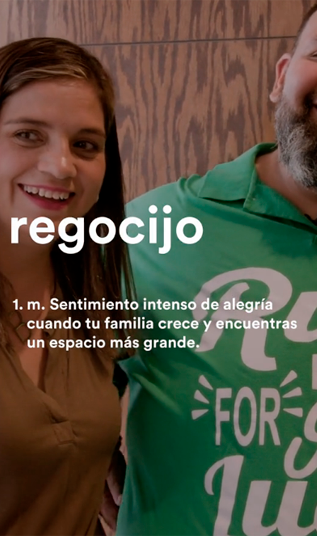 regocijo
1. m. Sentimiento intenso de alegría
cuando tu familia crece y encuentras
un espacio más grande.
FOR